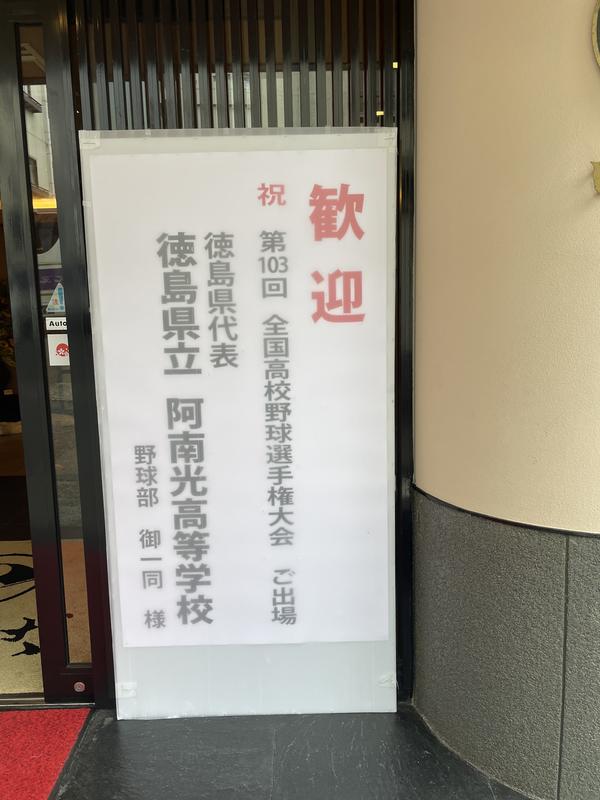 歓迎
祝 第103回 全国高校野球選手権大会 ご出場
徳島県代表
徳島県立 阿南光高等学校
野球部 御一同 様
Auto